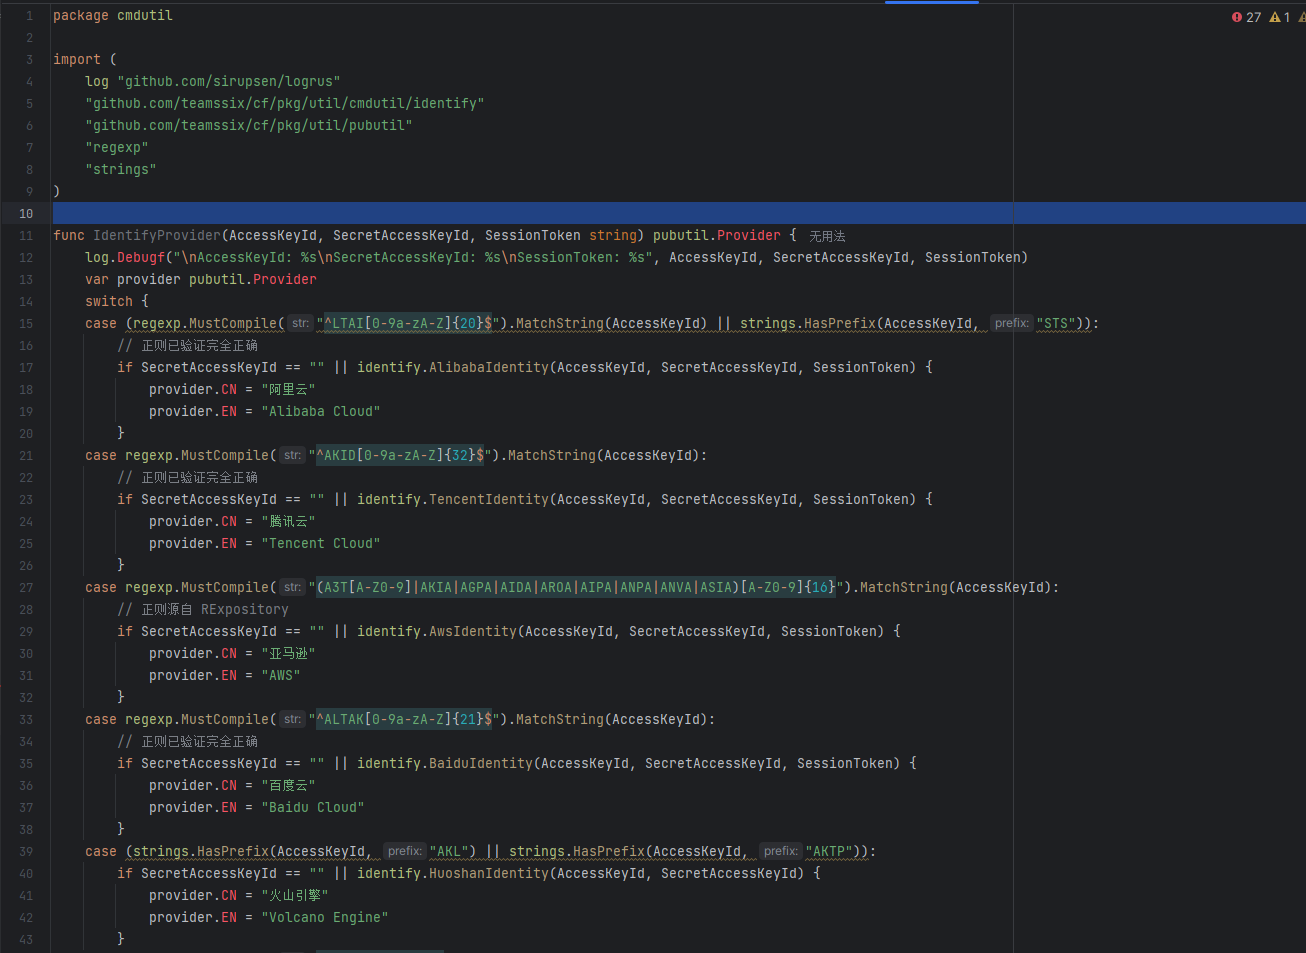 27 1
1 package cmdutil
2
3 import (
4 log "github.com/sirupsen/logrus"
5 "github.com/teamssix/cf/pkg/util/cmdutil/identify"
6 "github.com/teamssix/cf/pkg/util/pubutil"
7 "regexp"
8 "strings"
9 )
10
11 func IdentifyProvider(AccessKeyId, SecretAccessKeyId, SessionToken string) pubutil.Provider { 无用法
12 log.Debugf("\nAccessKeyId: %s\nSecretAccessKeyId: %s\nSessionToken: %s", AccessKeyId, SecretAccessKeyId, SessionToken)
13 var provider pubutil.Provider
14 switch {
15 case (regexp.MustCompile( str: "^LTAI[0-9a-zA-Z]{20}$").MatchString(AccessKeyId) || strings.HasPrefix(AccessKeyId, prefix: "STS")):
16 // 正则已验证完全正确
17 if SecretAccessKeyId == "" || identify.AlibabaIdentity(AccessKeyId, SecretAccessKeyId, SessionToken) {
18 provider.CN = "阿里云"
19 provider.EN = "Alibaba Cloud"
20 }
21 case regexp.MustCompile( str: "^AKID[0-9a-zA-Z]{32}$").MatchString(AccessKeyId):
22 // 正则已验证完全正确
23 if SecretAccessKeyId == "" || identify.TencentIdentity(AccessKeyId, SecretAccessKeyId, SessionToken) {
24 provider.CN = "腾讯云"
25 provider.EN = "Tencent Cloud"
26 }
27 case regexp.MustCompile( str: "(A3T[A-Z0-9]|AKIA|AGPA|AIDA|AROA|AIPA|ANPA|ANVA|ASIA)[A-Z0-9]{16}").MatchString(AccessKeyId):
28 // 正则源自 RExpository
29 if SecretAccessKeyId == "" || identify.AwsIdentity(AccessKeyId, SecretAccessKeyId, SessionToken) {
30 provider.CN = "亚马逊"
31 provider.EN = "AWS"
32 }
33 case regexp.MustCompile( str: "^ALTAK[0-9a-zA-Z]{21}$").MatchString(AccessKeyId):
34 // 正则已验证完全正确
35 if SecretAccessKeyId == "" || identify.BaiduIdentity(AccessKeyId, SecretAccessKeyId, SessionToken) {
36 provider.CN = "百度云"
37 provider.EN = "Baidu Cloud"
38 }
39 case (strings.HasPrefix(AccessKeyId, prefix: "AKL") || strings.HasPrefix(AccessKeyId, prefix: "AKTP")):
40 if SecretAccessKeyId == "" || identify.HuoshanIdentity(AccessKeyId, SecretAccessKeyId) {
41 provider.CN = "火山引擎"
42 provider.EN = "Volcano Engine"
43 }